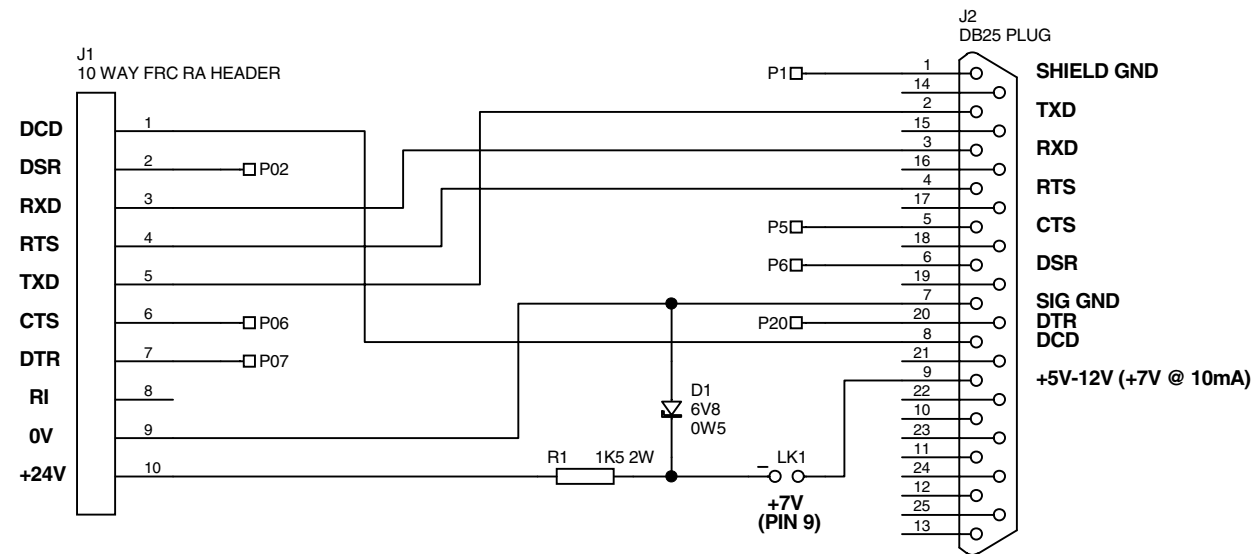 J1
10 WAY FRC RA HEADER
DCD
1
DSR
2
P02
RXD
3
RTS
4
TXD
5
CTS
6
P06
DTR
7
P07
RI
8
0V
9
+24V
10
R1 1K5 2W
D1
6V8
0W5
LK1
+7V
(PIN 9)
J2
DB25 PLUG
P1
1
SHIELD GND
14
2
TXD
15
3
RXD
16
4
RTS
17
P5
5
CTS
18
P6
6
DSR
19
7
SIG GND
P20
20
DTR
8
DCD
21
9
+5V-12V (+7V @ 10mA)
22
10
23
11
24
12
25
13